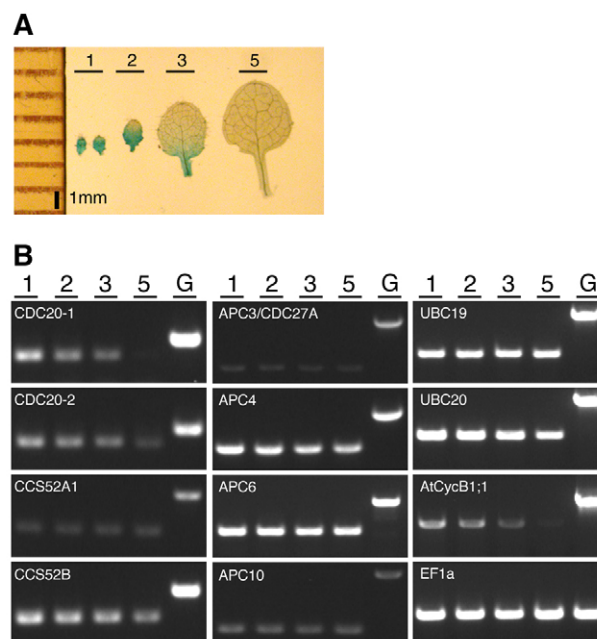 A
1 2 3 5
1mm
B
1 2 3 5 G 1 2 3 5 G 1 2 3 5 G
CDC20-1 APC3/CDC27A UBC19
CDC20-2 APC4 UBC20
CCS52A1 APC6 AtCycB1;1
CCS52B APC10 EF1a